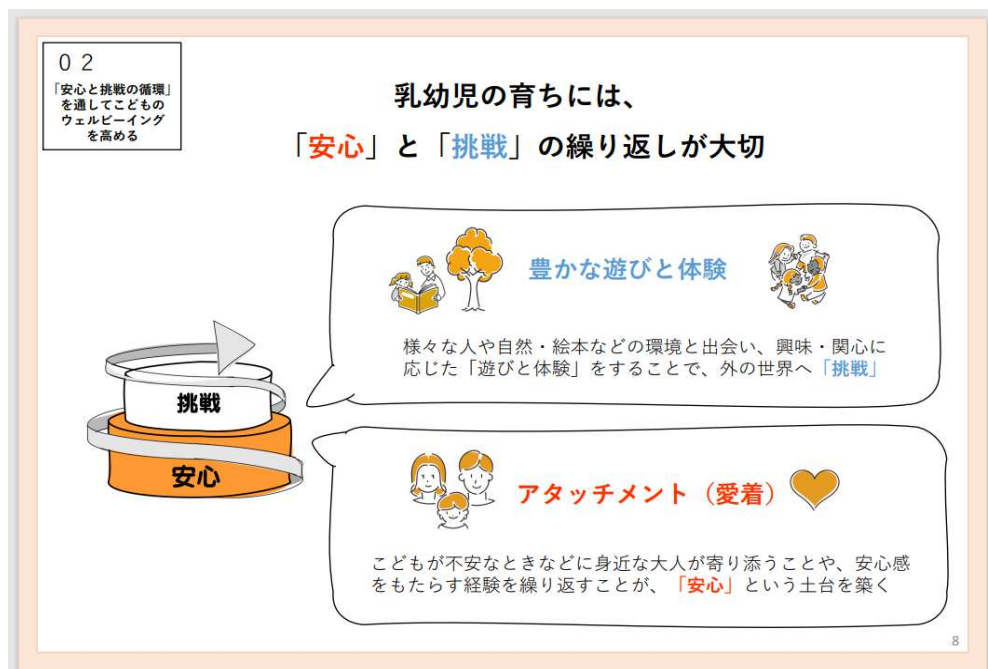 02
「安心と挑戦の循環」
を通してこどもの
ウェルビーイング
を高める
乳幼児の育ちには、
「安心」と「挑戦」の繰り返しが大切
豊かな遊びと体験
様々な人や自然・絵本などの環境と出会い、興味・関心に
応じた「遊びと体験」をすることで、外の世界へ「挑戦」
挑戦
安心
アタッチメント（愛着）
こどもが不安なときなどに身近な大人が寄り添うことや、安心感
をもたらす経験を繰り返すことが、「安心」という土台を築く
8